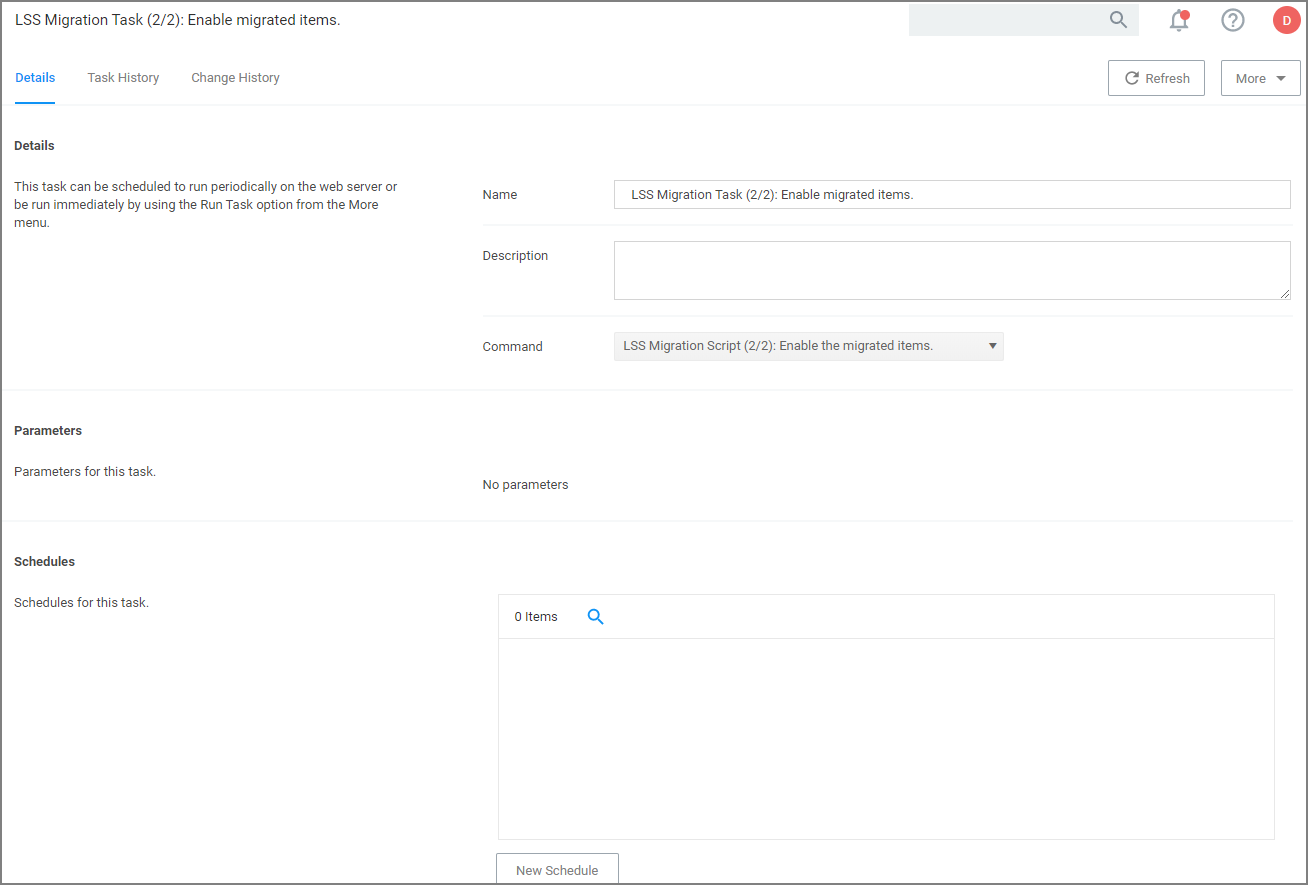 LSS Migration Task (2/2): Enable migrated items.
D
Details
Task History
Change History
Refresh
More
Details
This task can be scheduled to run periodically on the web server or
be run immediately by using the Run Task option from the More
menu.
Name
LSS Migration Task (2/2): Enable migrated items.
Description
Command
LSS Migration Script (2/2): Enable the migrated items.
Parameters
Parameters for this task.
No parameters
Schedules
Schedules for this task.
0 Items
New Schedule